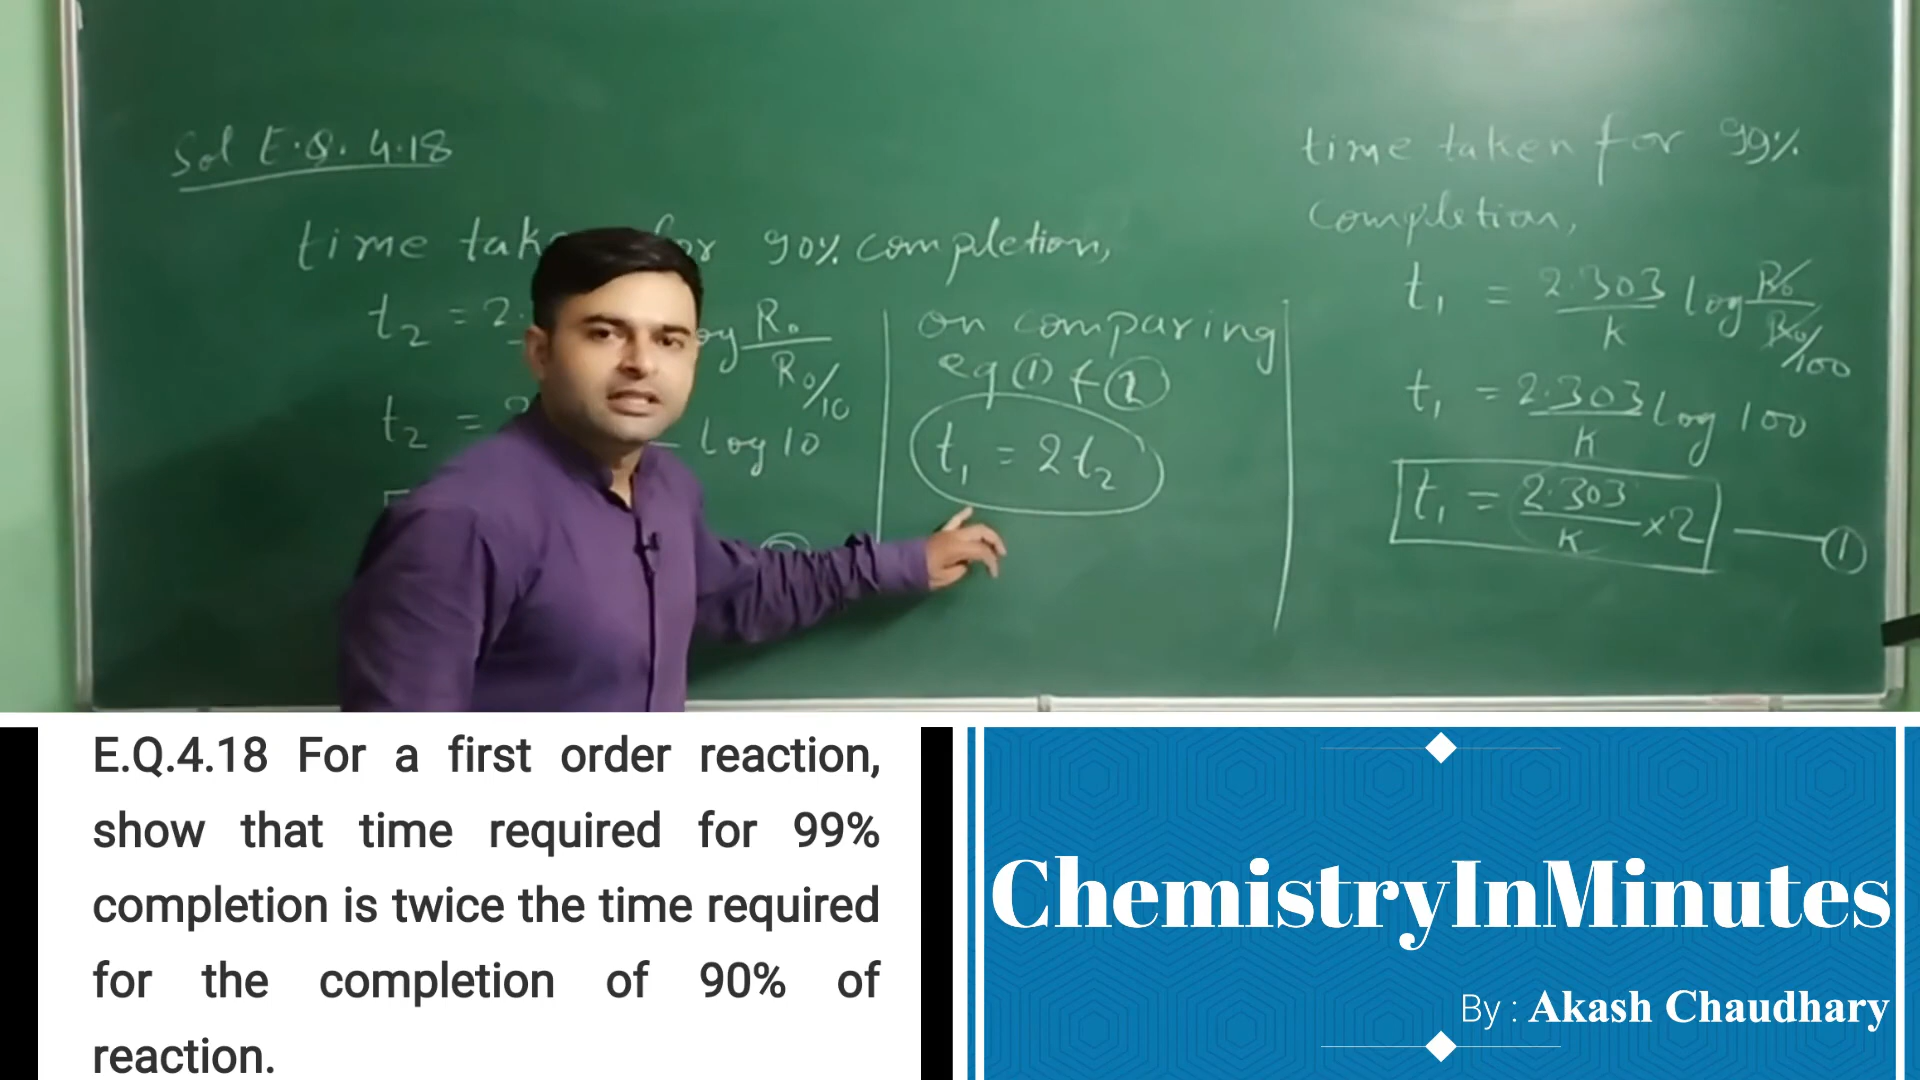 Sol E.Q. 4.18
time take for 90% completion,
t₂ = 2. log R₀/R₀/10
t₂ = log 10
on comparing
eq ① & ②
t₁ = 2t₂
time taken for 99%
completion,
t₁ = 2.303/K log R₀/R₀/100
t₁ = 2.303/K log 100
t₁ = 2.303/K ×2 — ①
E.Q.4.18 For a first order reaction,
show that time required for 99%
completion is twice the time required
for the completion of 90% of
reaction.
ChemistryInMinutes
By : Akash Chaudhary